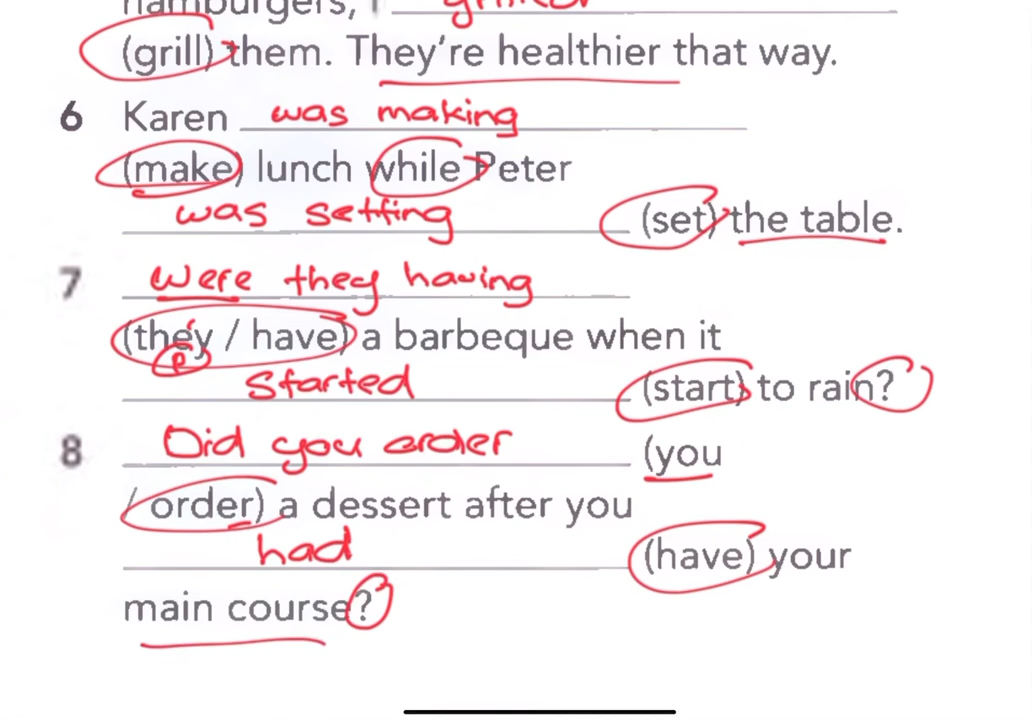 hamburgers, I grilled
(grill) them. They're healthier that way.
6 Karen was making
(make) lunch while Peter
was setting (set) the table.
7 were they having
(they / have) a barbeque when it
started (start) to rain?
8 Did you order (you
/ order) a dessert after you
had (have) your
main course?